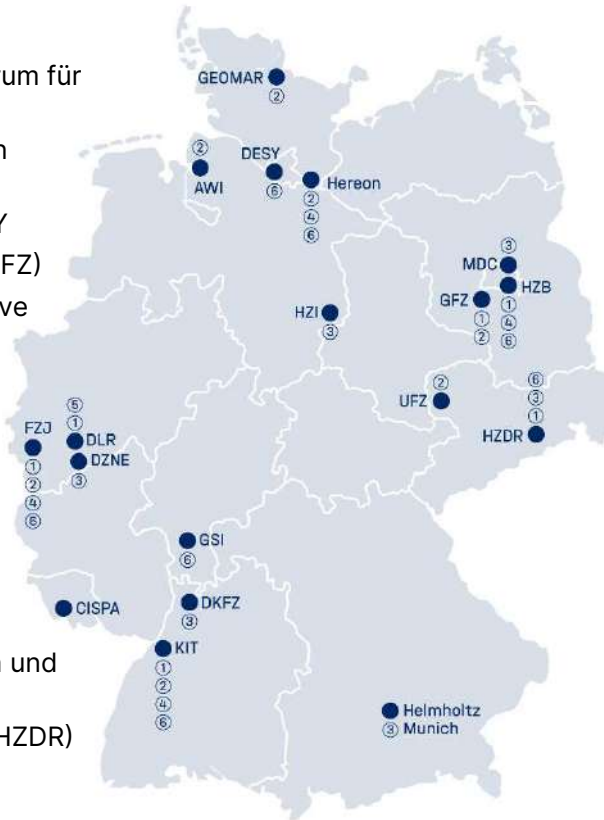 rum für
n
Y
FZ)
ve
n und
HZDR)
GEOMAR
②
②
AWI
DESY
⑥
Hereon
②
④
⑥
③
MDC
HZB
①
④
⑥
GFZ
①
②
HZI
③
②
UFZ
⑥
③
①
HZDR
FZJ
①
②
④
⑥
⑤
①
DLR
DZNE
③
GSI
⑥
CISPA
DKFZ
③
KIT
①
②
④
⑥
Helmholtz
③ Munich